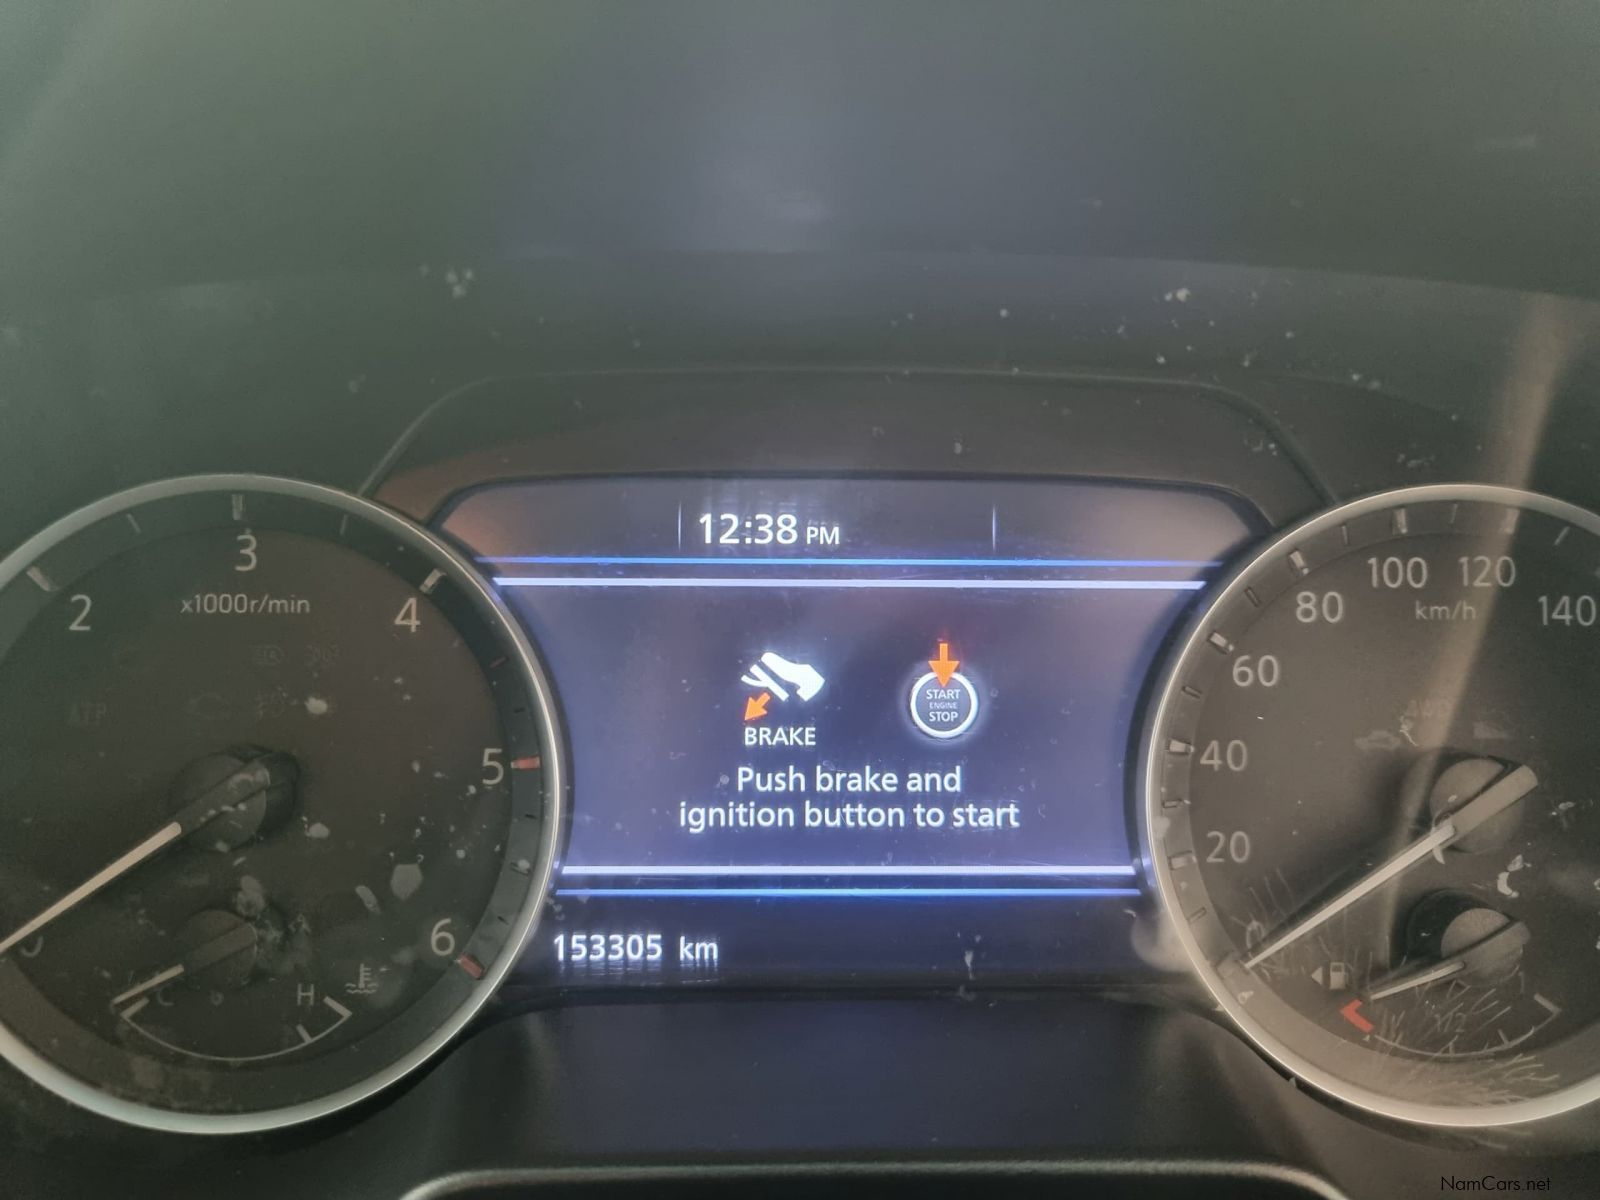 12:38 PM
2
3
4
5
6
x1000r/min
C
H
BRAKE
START
ENGINE
STOP
Push brake and
ignition button to start
153305 km
20
40
60
80
100
120
140
km/h
NamCars.net